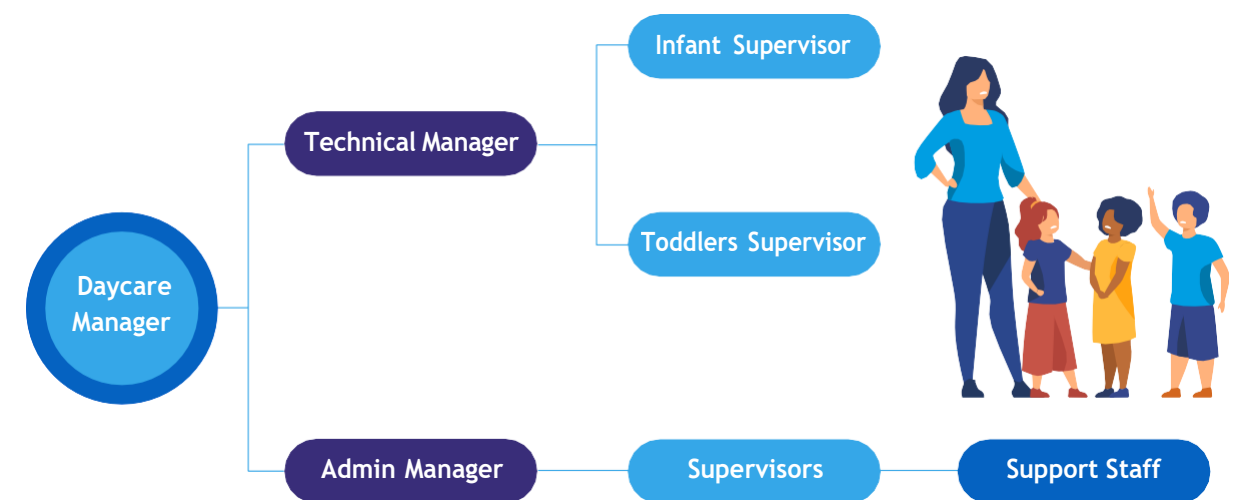 Infant Supervisor
Technical Manager
Toddlers Supervisor
Daycare
Manager
Admin Manager
Supervisors
Support Staff